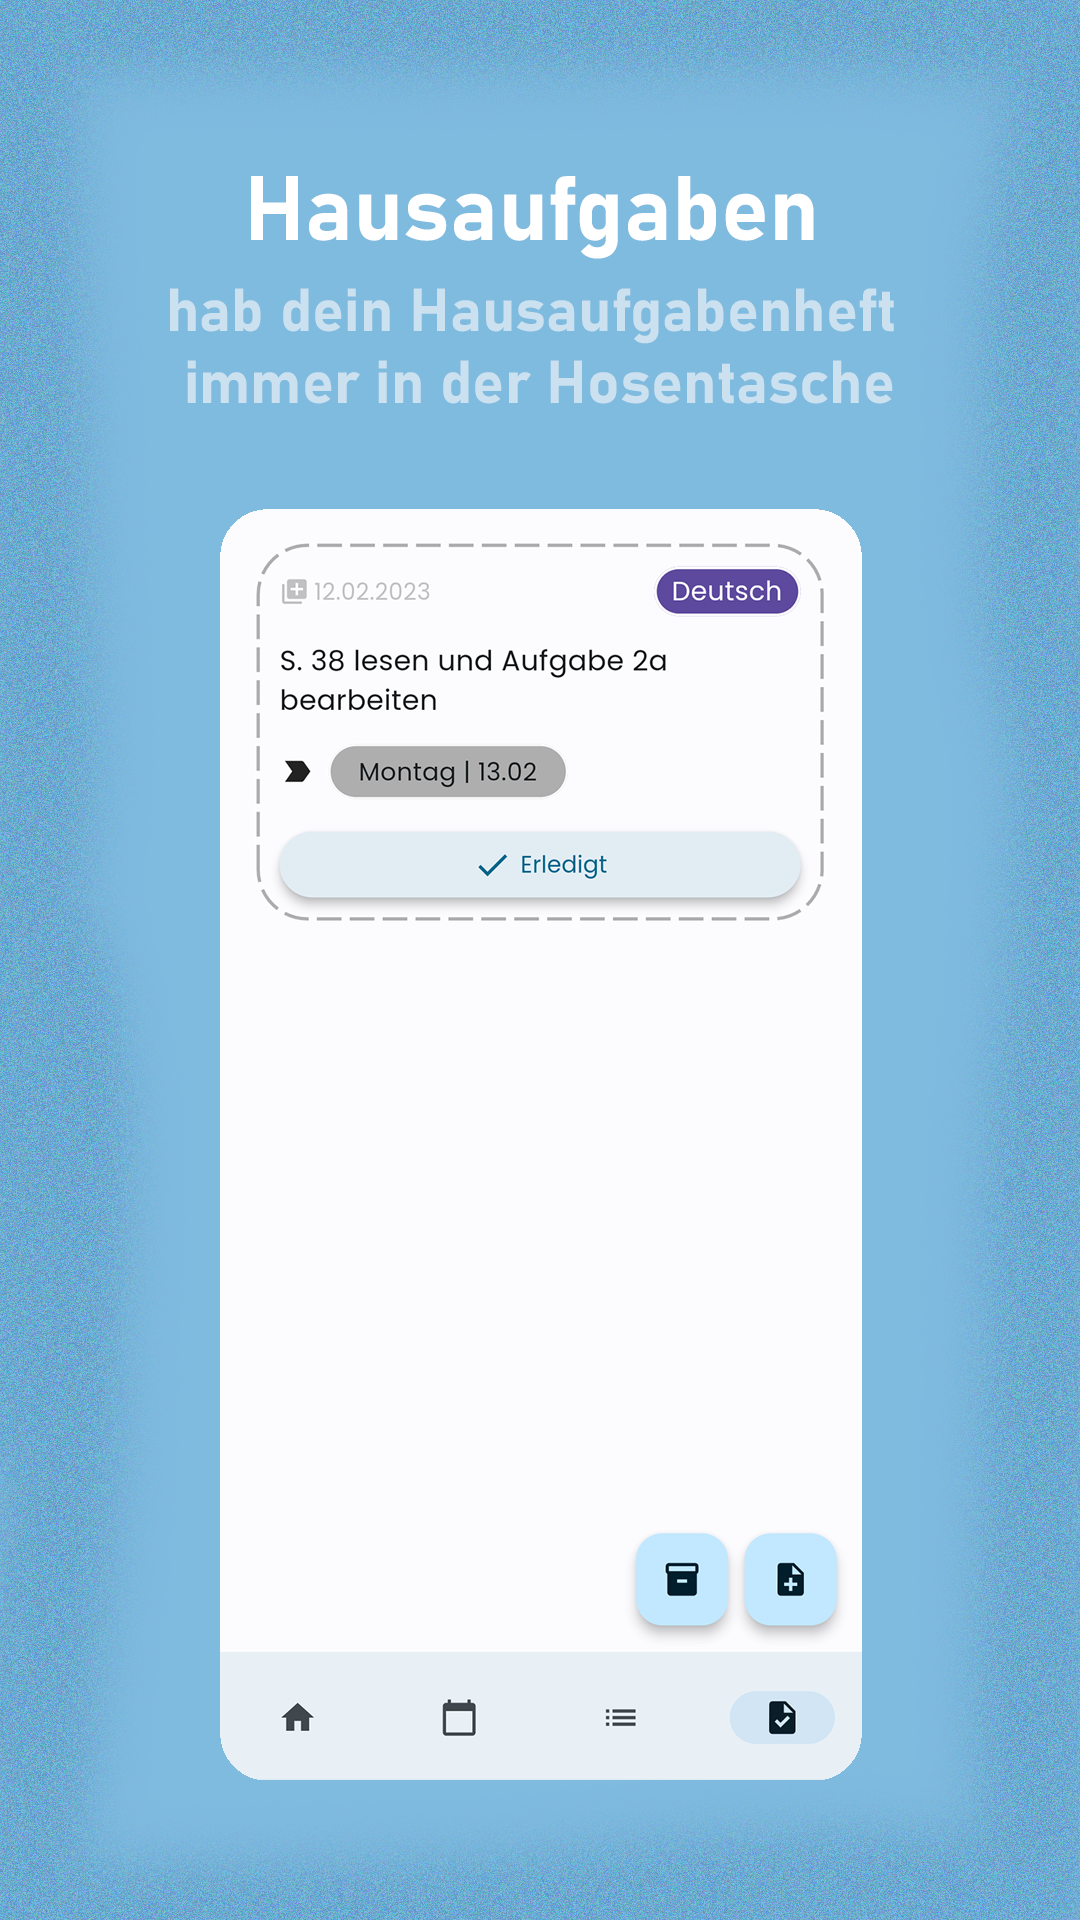 Hausaufgaben
hab dein Hausaufgabenheft
immer in der Hosentasche
12.02.2023
Deutsch
S. 38 lesen und Aufgabe 2a
bearbeiten
Montag | 13.02
Erledigt